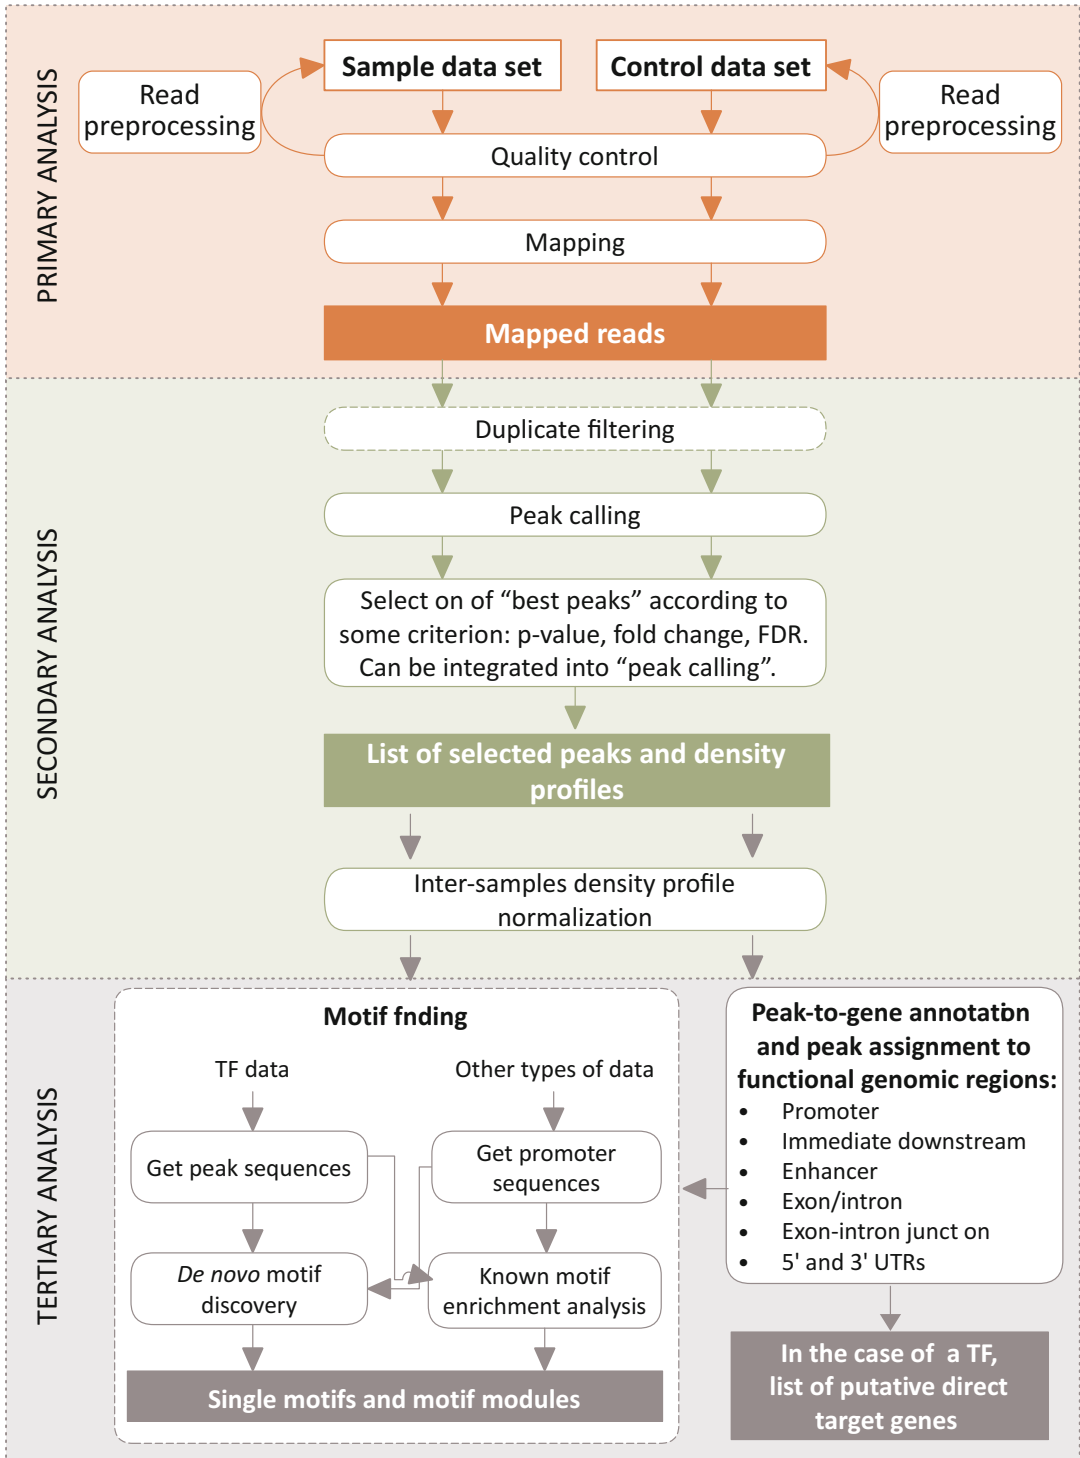 PRIMARY ANALYSIS
Sample data set
Control data set
Read
preprocessing
Read
preprocessing
Quality control
Mapping
Mapped reads
SECONDARY ANALYSIS
Duplicate filtering
Peak calling
Select on of “best peaks” according to
some criterion: p-value, fold change, FDR.
Can be integrated into “peak calling”.
List of selected peaks and density
profiles
Inter-samples density profile
normalization
TERTIARY ANALYSIS
Motif fnding
TF data
Other types of data
Get peak sequences
Get promoter
sequences
De novo motif
discovery
Known motif
enrichment analysis
Single motifs and motif modules
Peak-to-gene annotation
and peak assignment to
functional genomic regions:
• Promoter
• Immediate downstream
• Enhancer
• Exon/intron
• Exon-intron junct on
• 5' and 3' UTRs
In the case of a TF,
list of putative direct
target genes